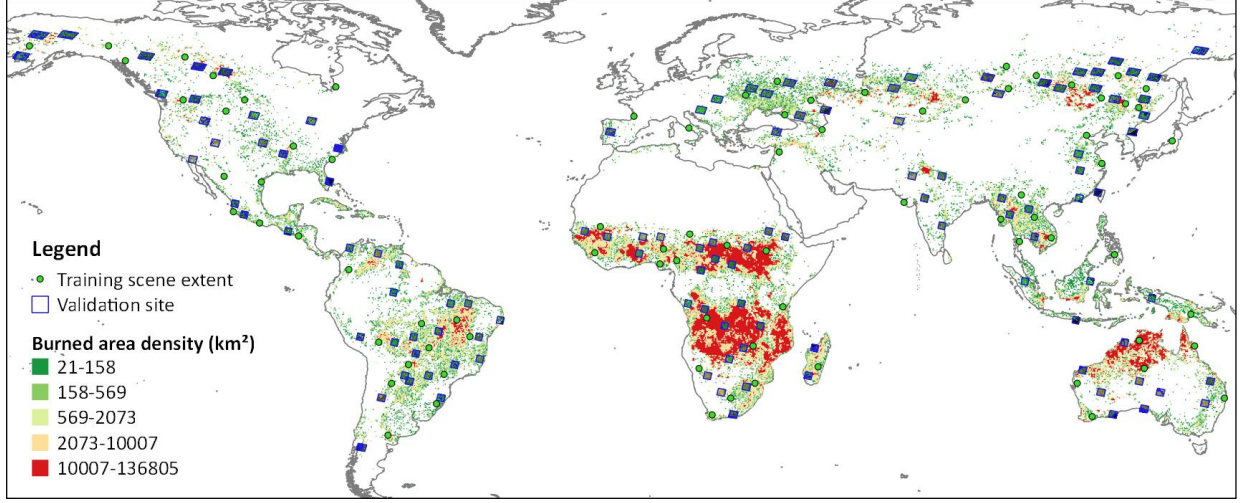 Legend
Training scene extent
Validation site
Burned area density (km²)
21-158
158-569
569-2073
2073-10007
10007-136805